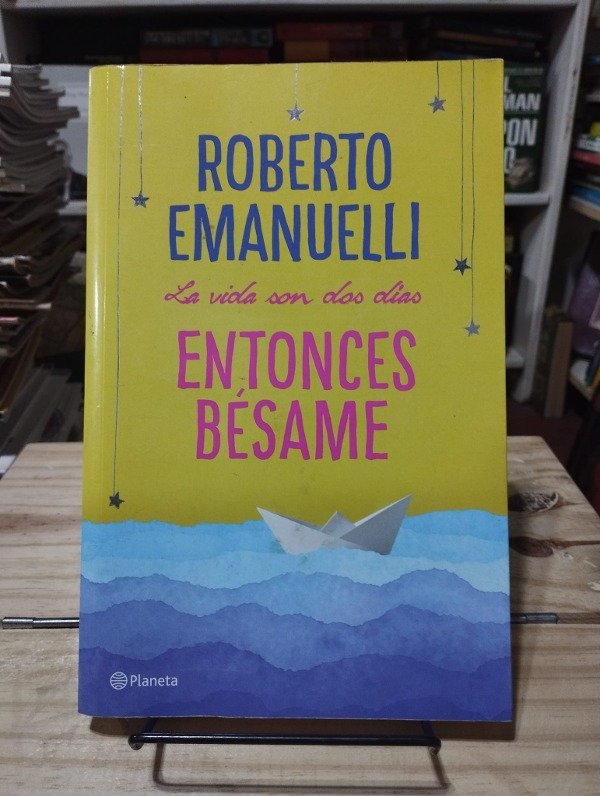 ROBERTO
EMANUELLI
La vida son dos días
ENTONCES
BÉSAME
Planeta